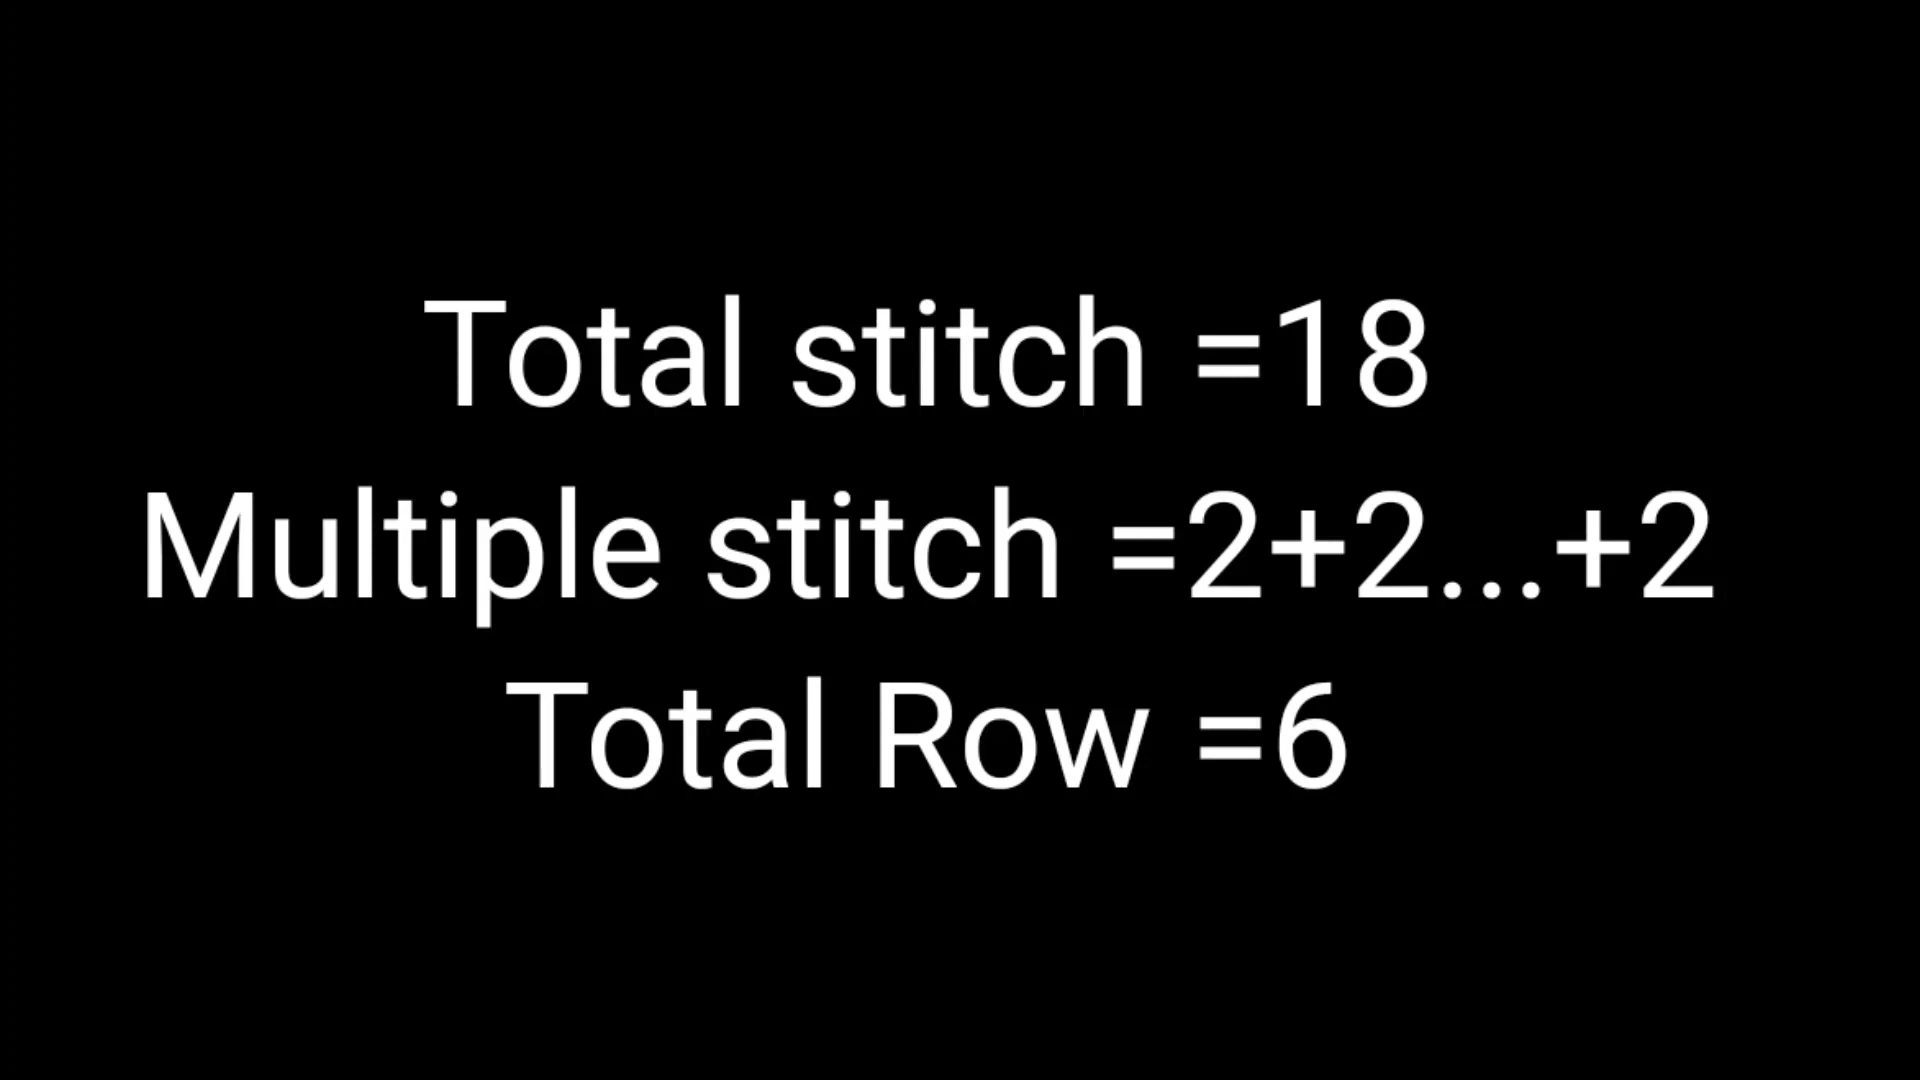 Total stitch =18
Multiple stitch =2+2...+2
Total Row =6